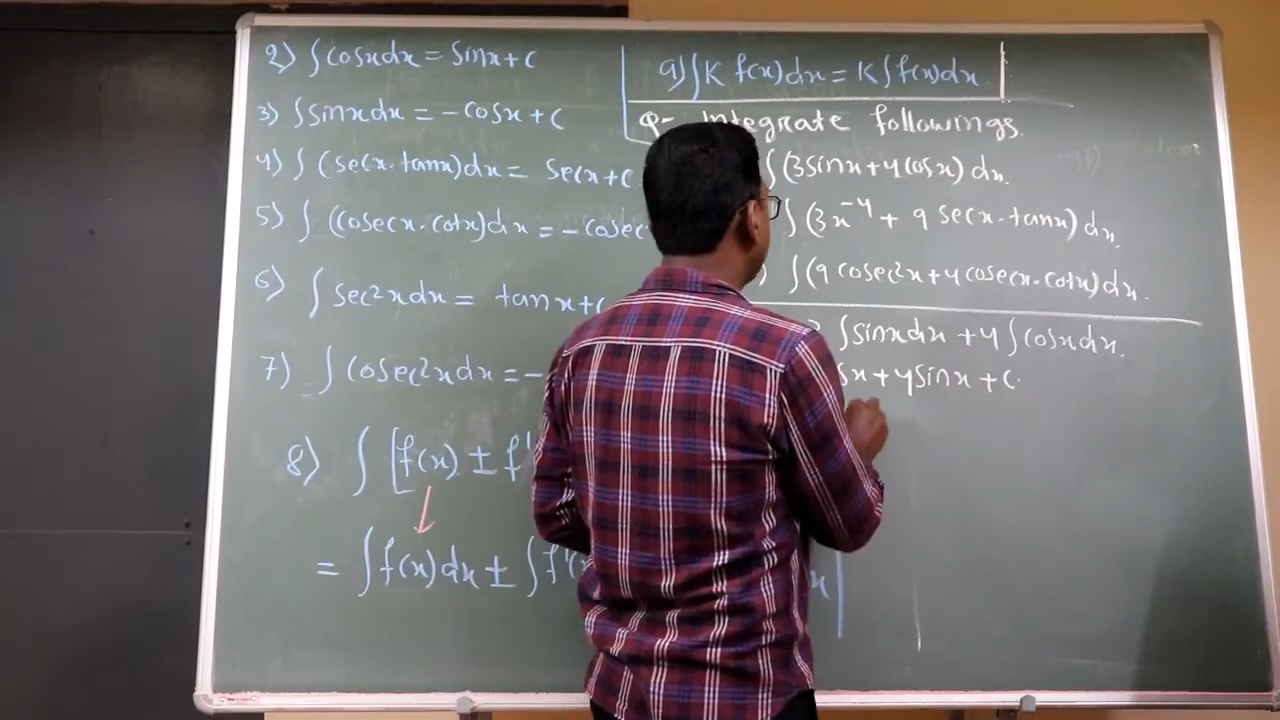 2) ∫cosxdx = sinx+c
3) ∫sinxdx = -cosx+c
4) ∫(secx.tanx)dx = secx+c
5) ∫(cosecx.cotx)dx = -cosec
6) ∫sec²xdx = tanx+c
7) ∫cosec²xdx = -
8) ∫[f(x) ± f'
= ∫f(x)dx ± ∫f'(x
x
9) ∫K f(x)dx = K∫f(x)dx
Q- Integrate followings.
∫(3sinx+4cosx) dx.
∫(3x⁻⁴ + 9 secx.tanx) dx.
) ∫(9 cosec²x+4cosecx.cotx)dx.
∫sinxdx + 4∫cosxdx.
sx+4sinx+c.